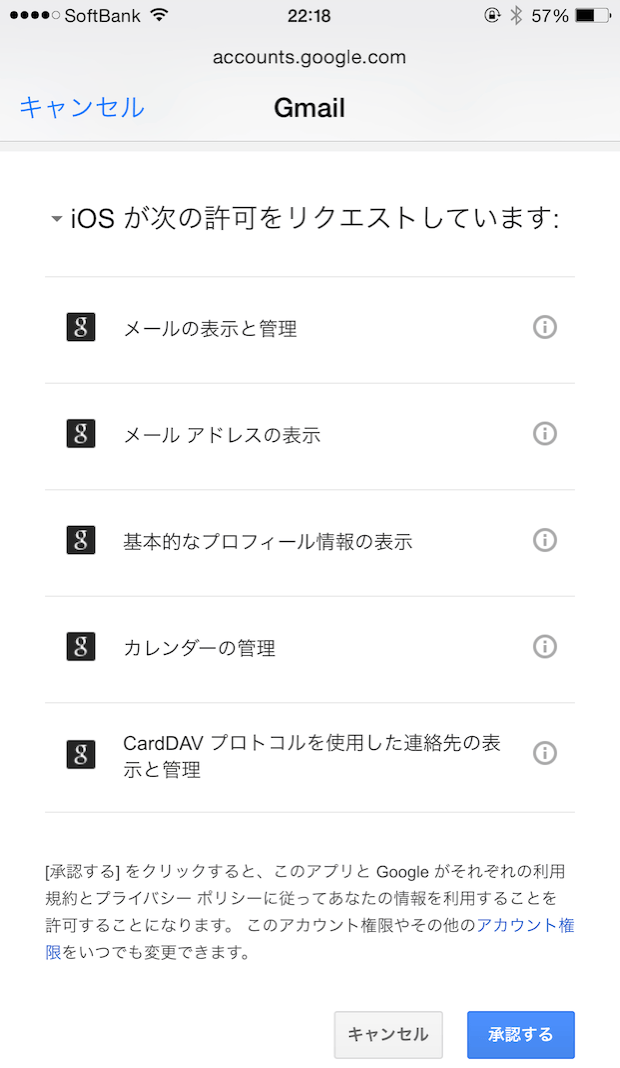 SoftBank 22:18 57%
accounts.google.com
キャンセル Gmail
iOS が次の許可をリクエストしています:
g メールの表示と管理
g メール アドレスの表示
g 基本的なプロフィール情報の表示
g カレンダーの管理
g CardDAV プロトコルを使用した連絡先の表
示と管理
[承認する] をクリックすると、このアプリと Google がそれぞれの利用
規約とプライバシー ポリシーに従ってあなたの情報を利用することを
許可することになります。 このアカウント権限やその他のアカウント権
限をいつでも変更できます。
キャンセル 承認する